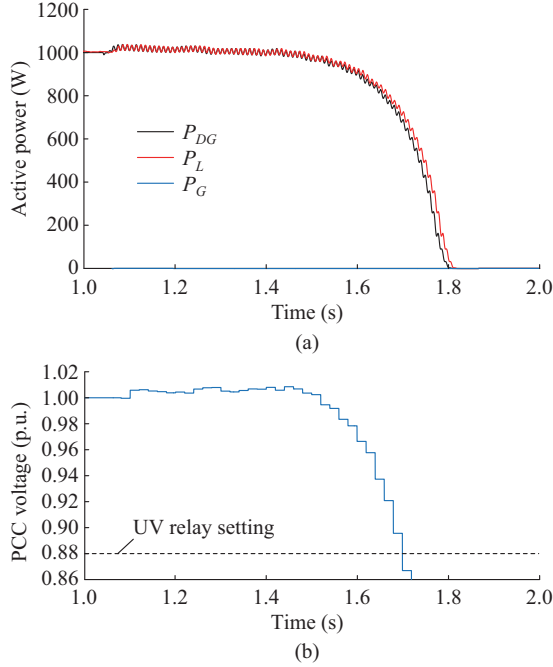 1200
1000
800
600
400
200
0
Active power (W)
P_DG
P_L
P_G
1.0 1.2 1.4 1.6 1.8 2.0
Time (s)
(a)
1.02
1.00
0.98
0.96
0.94
0.92
0.90
0.88
0.86
PCC voltage (p.u.)
UV relay setting
1.0 1.2 1.4 1.6 1.8 2.0
Time (s)
(b)